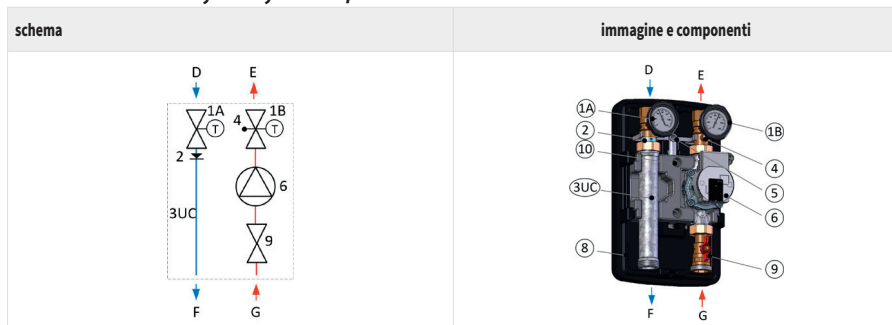 schema
immagine e componenti
D
E
1A
T
4
1B
T
2
6
3UC
9
F
G
D
E
1A
1B
2
4
10
5
3UC
6
8
9
F
G